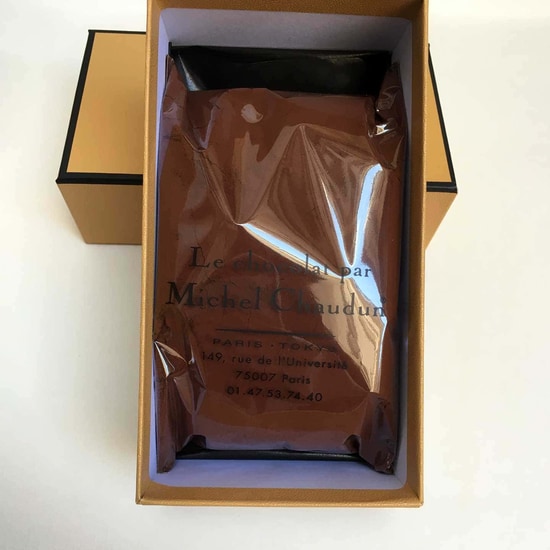 Le chocolat par
Michel Chaudun
PARIS - TOKYO
149, rue de l'Université
75007 Paris
01.47.53.74.40